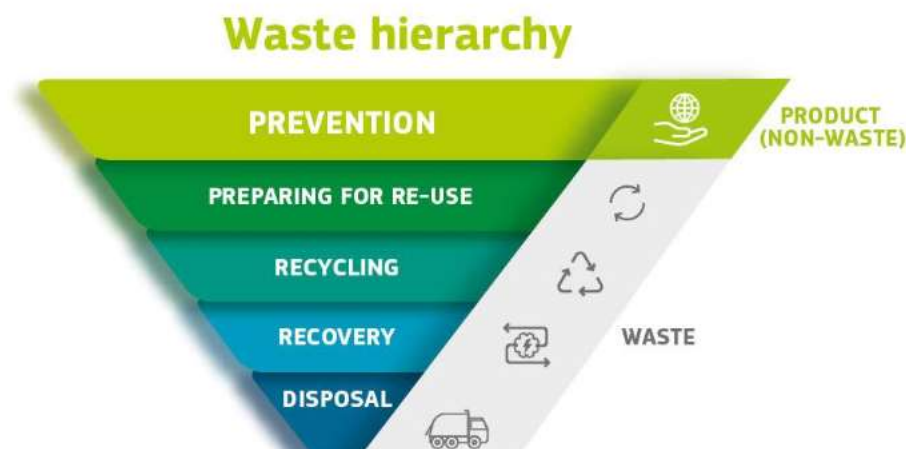 Waste hierarchy
PREVENTION
PRODUCT
(NON-WASTE)
PREPARING FOR RE-USE
RECYCLING
RECOVERY
WASTE
DISPOSAL